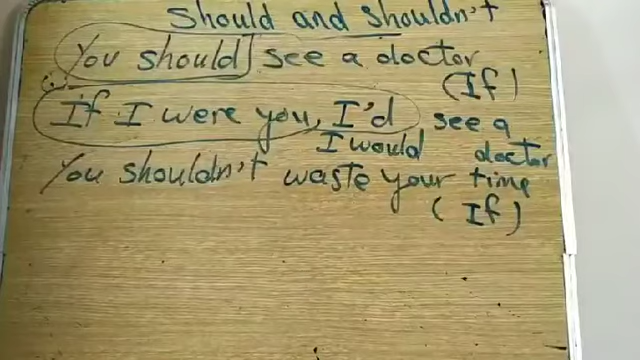 Should and shouldn't
You should see a doctor
(If)
If I were you, I'd see a
I would doctor
You shouldn't waste your time
(If)